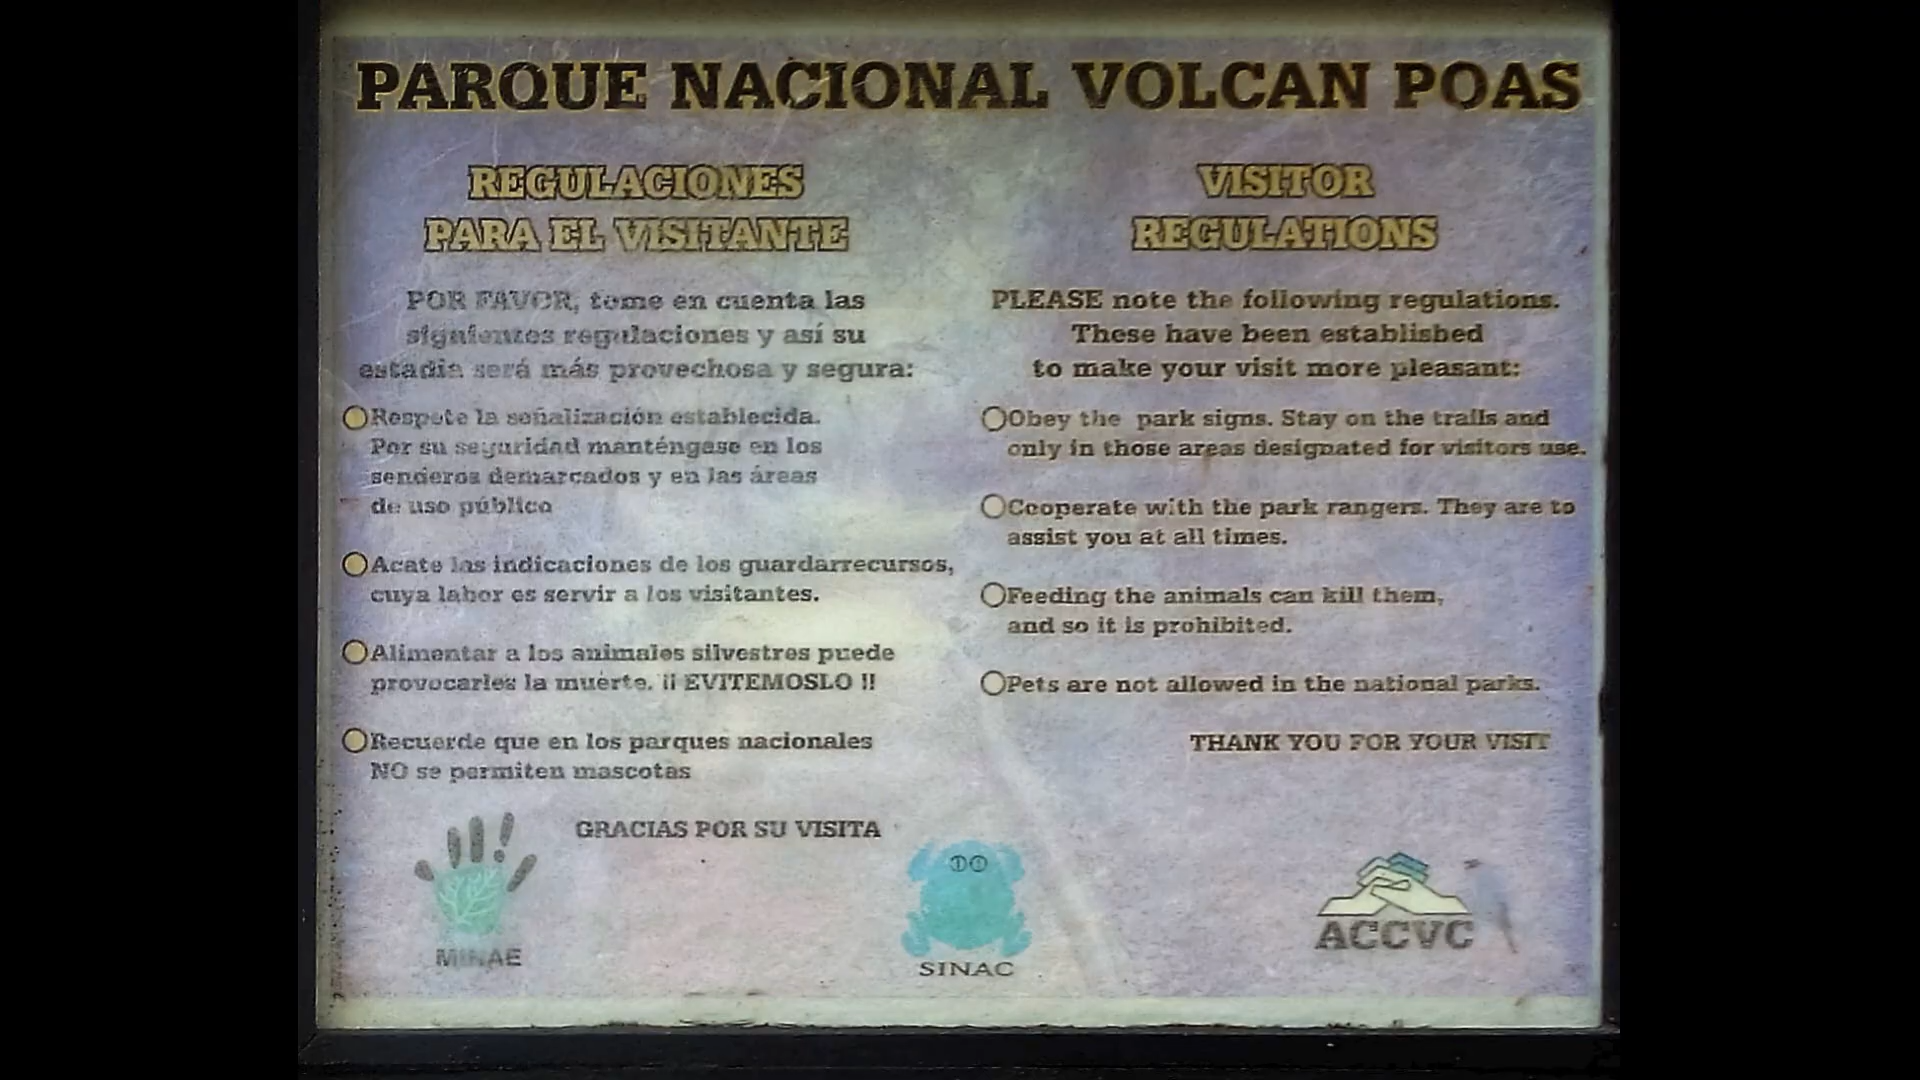 PARQUE NACIONAL VOLCAN POAS
REGULACIONES
PARA EL VISITANTE
POR FAVOR, tome en cuenta las
siguientes regulaciones y así su
estadia será más provechosa y segura:
Respete la señalización establecida.
Por su seguridad manténgase en los
senderos demarcados y en las áreas
de uso público
Acate las indicaciones de los guardarrecursos,
cuya labor es servir a los visitantes.
Alimentar a los animales silvestres puede
provocarles la muerte. ¡¡ EVITEMOSLO !!
Recuerde que en los parques nacionales
NO se permiten mascotas
GRACIAS POR SU VISITA
VISITOR
REGULATIONS
PLEASE note the following regulations.
These have been established
to make your visit more pleasant:
Obey the park signs. Stay on the trails and
only in those areas designated for visitors use.
Cooperate with the park rangers. They are to
assist you at all times.
Feeding the animals can kill them,
and so it is prohibited.
Pets are not allowed in the national parks.
THANK YOU FOR YOUR VISIT
MINAE
SINAC
ACCVC